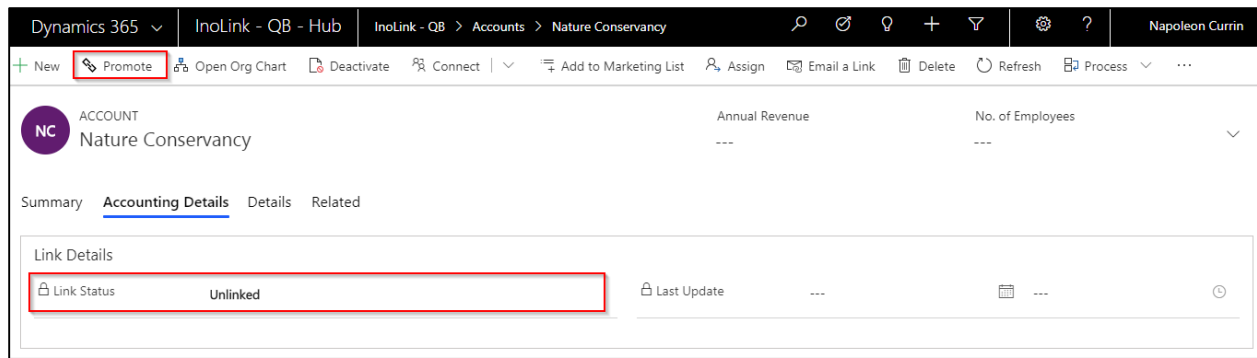 Dynamics 365 InoLink - QB - Hub InoLink - QB > Accounts > Nature Conservancy Napoleon Currin
+ New Promote Open Org Chart Deactivate Connect Add to Marketing List Assign Email a Link Delete Refresh Process ...
ACCOUNT Annual Revenue No. of Employees
NC
Nature Conservancy --- ---
Summary Accounting Details Details Related
Link Details
Link Status Unlinked Last Update --- ---